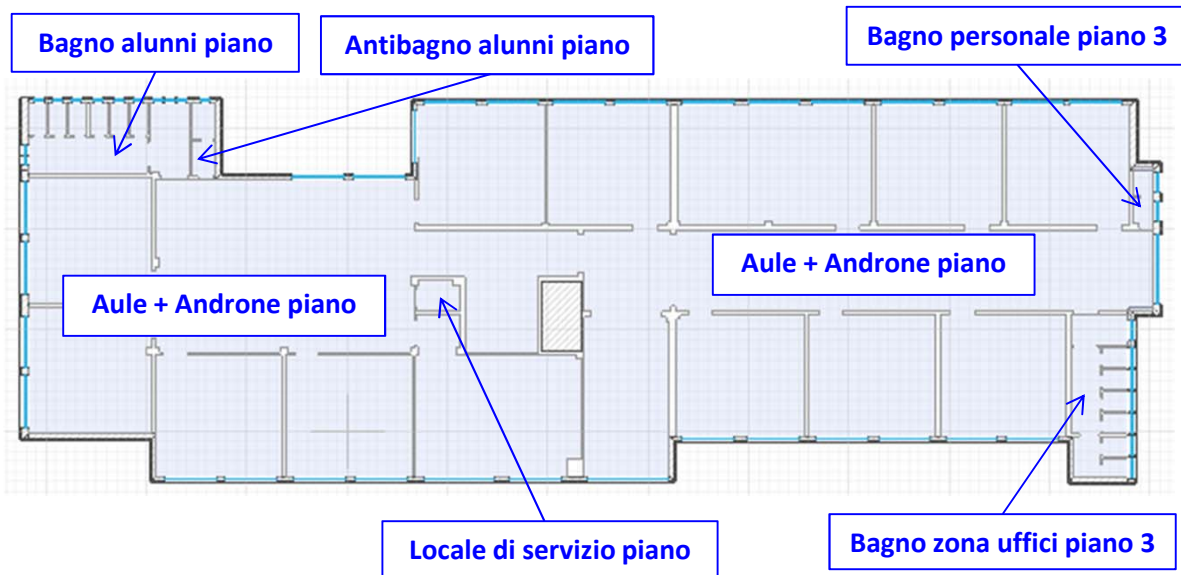 Bagno alunni piano
Antibagno alunni piano
Bagno personale piano 3
Aule + Androne piano
Aule + Androne piano
Locale di servizio piano
Bagno zona uffici piano 3